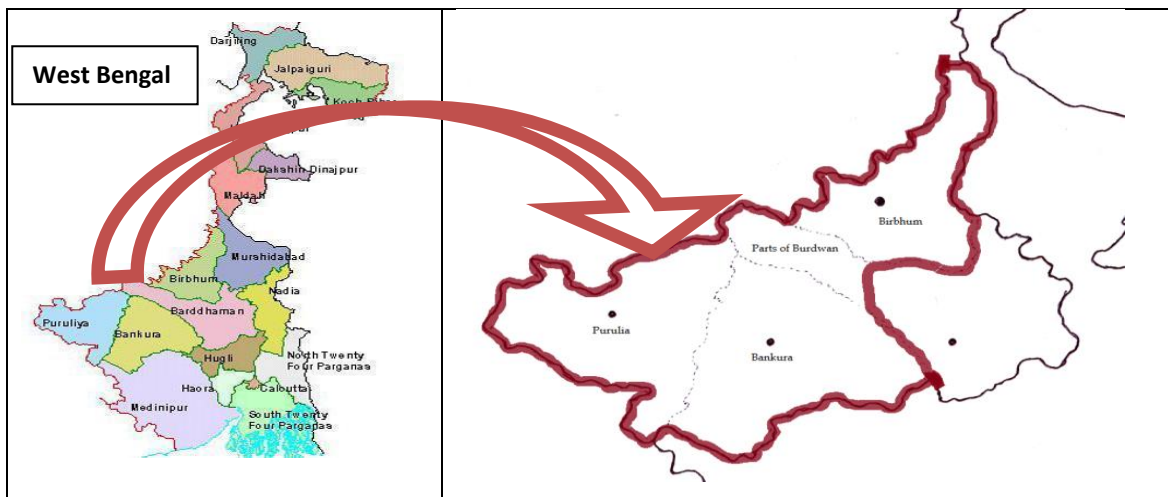 West Bengal
Darjiling
Jalpaiguri
Koch Bihar
Dakshin Dinajpur
Maldah
Murshidabad
Birbhum
Nadia
Barddhaman
Puruliya
Bankura
Hugli
North Twenty
Four Parganas
Haora
Calcutta
Medinipur
South Twenty
Four Parganas
Birbhum
Parts of Burdwan
Purulia
Bankura